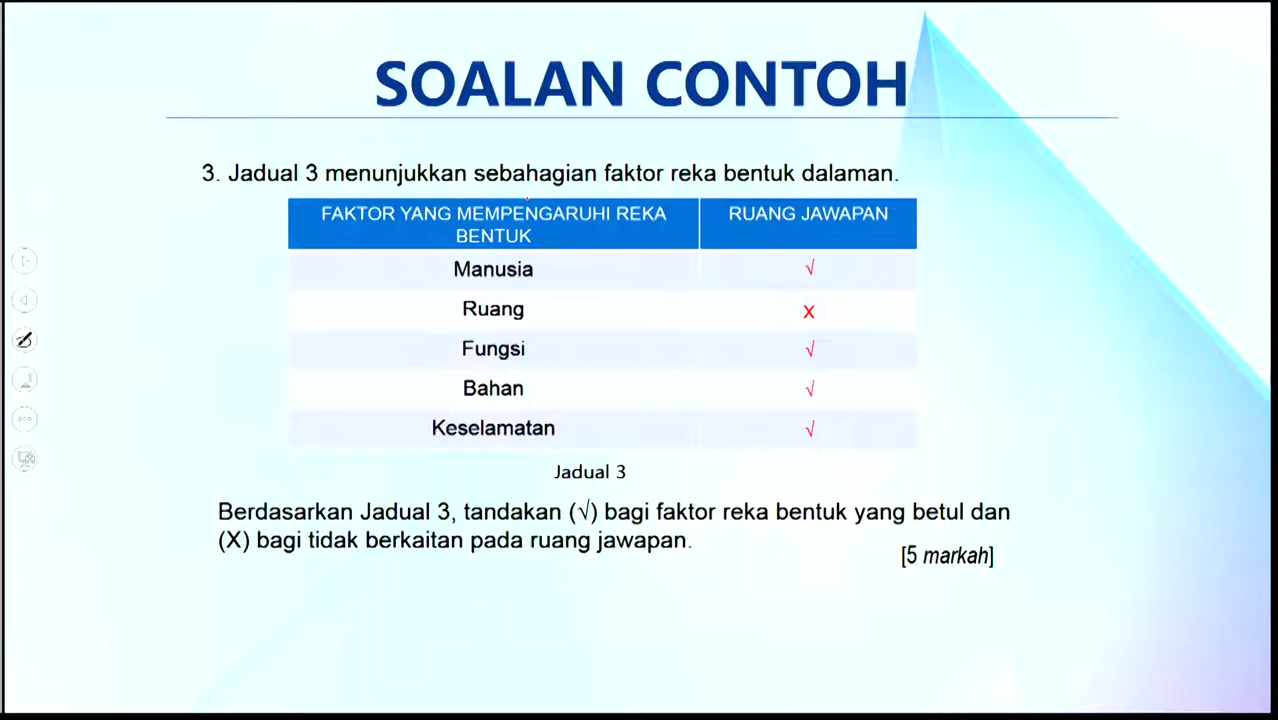 SOALAN CONTOH
3. Jadual 3 menunjukkan sebahagian faktor reka bentuk dalaman.
FAKTOR YANG MEMPENGARUHI REKA BENTUK
RUANG JAWAPAN
Manusia √
Ruang X
Fungsi √
Bahan √
Keselamatan √
Jadual 3
Berdasarkan Jadual 3, tandakan (√) bagi faktor reka bentuk yang betul dan
(X) bagi tidak berkaitan pada ruang jawapan.
[5 markah]